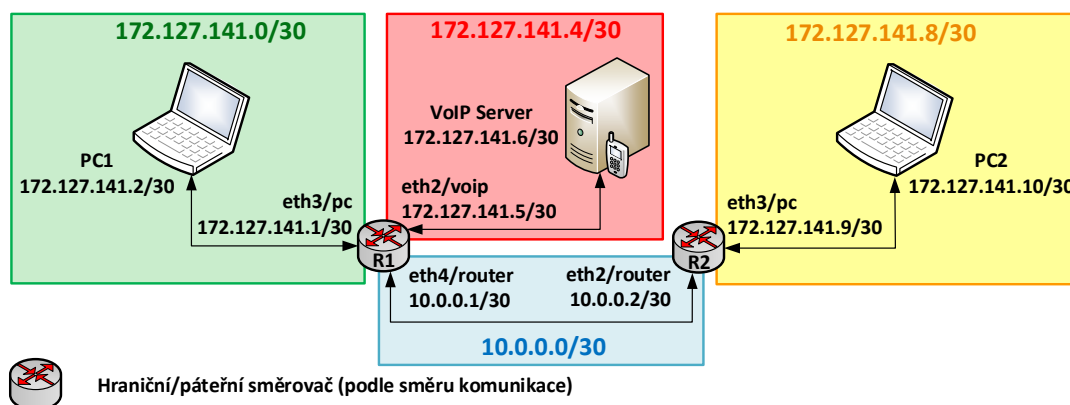 172.127.141.0/30
172.127.141.4/30
172.127.141.8/30
VoIP Server
172.127.141.6/30
PC1
172.127.141.2/30
PC2
172.127.141.10/30
eth3/pc
172.127.141.1/30
eth2/voip
172.127.141.5/30
eth3/pc
172.127.141.9/30
R1
R2
eth4/router
10.0.0.1/30
eth2/router
10.0.0.2/30
10.0.0.0/30
Hraniční/páteřní směrovač (podle směru komunikace)